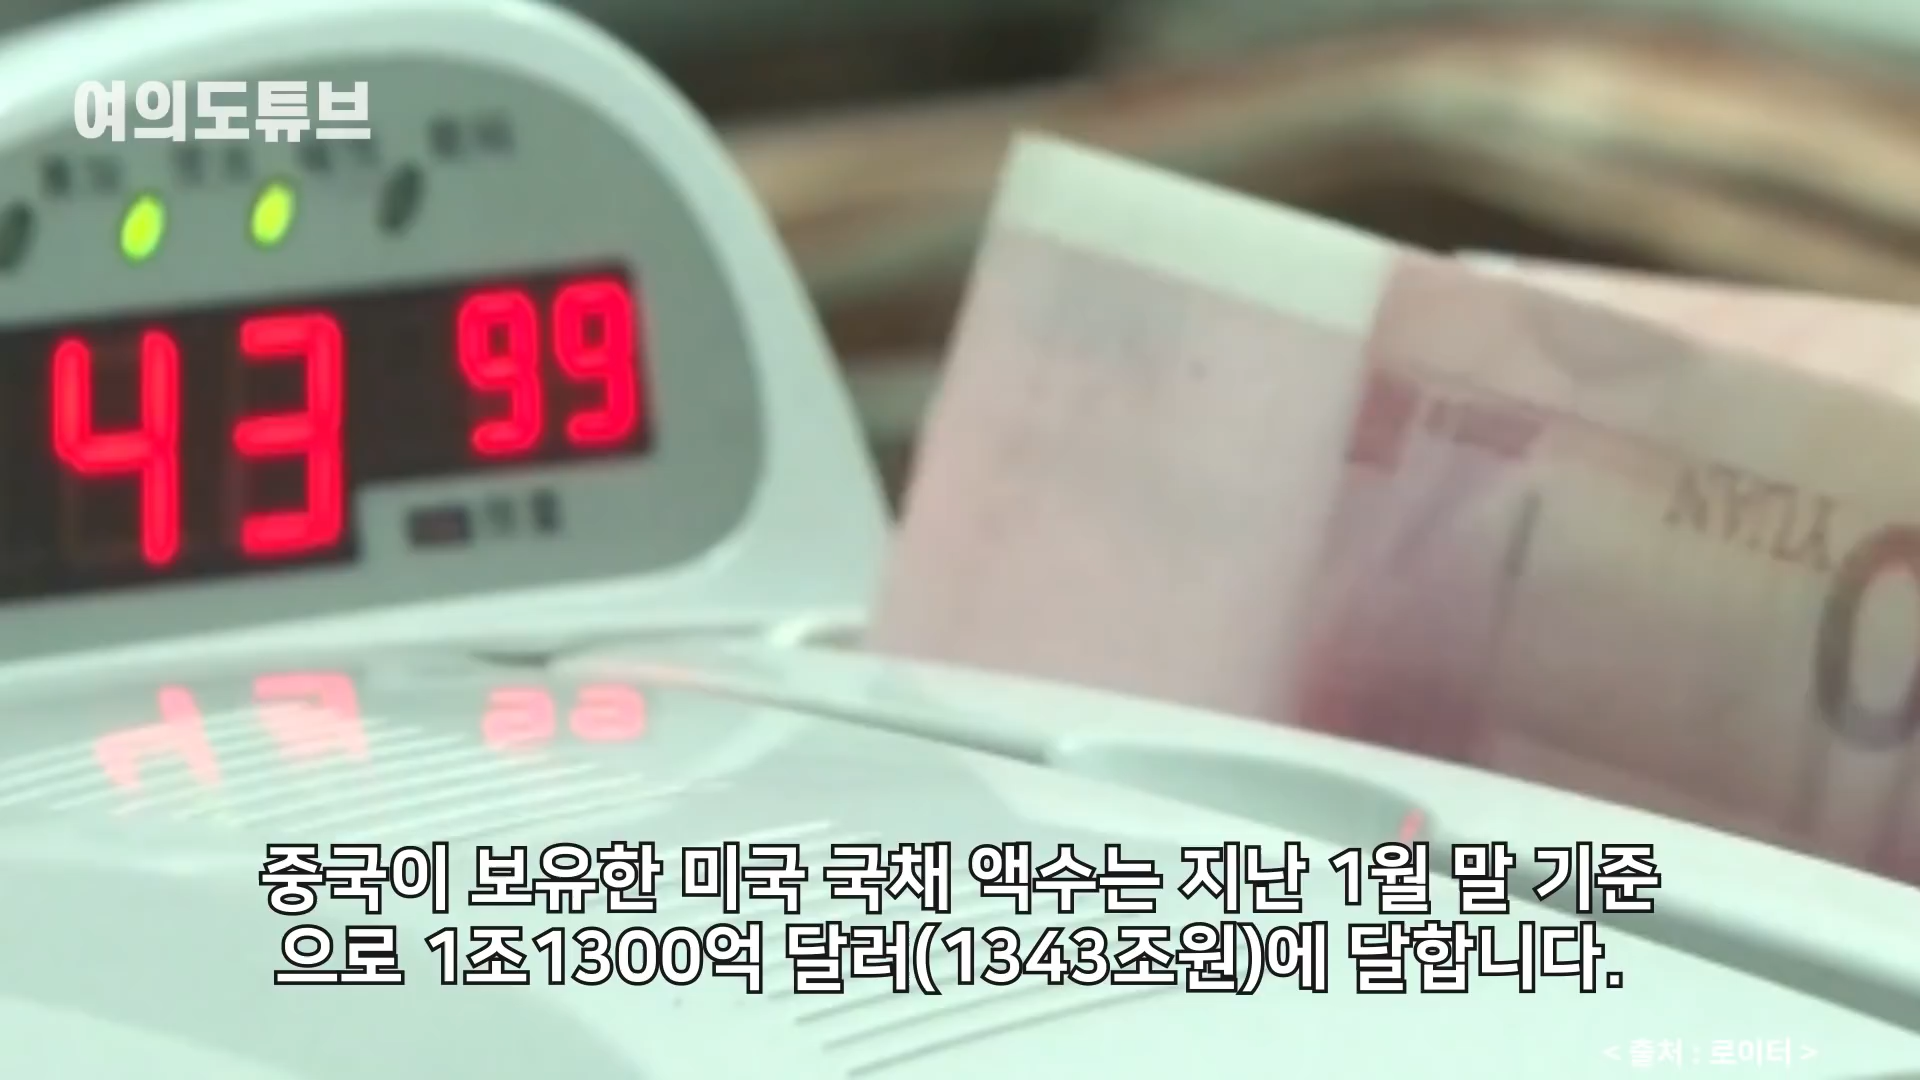 여의도튜브
43 99
YUAN
0
중국이 보유한 미국 국채 액수는 지난 1월 말 기준
으로 1조1300억 달러(1343조원)에 달합니다.
< 출처 : 로이터 >